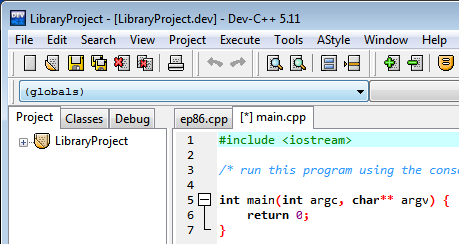 LibraryProject - [LibraryProject.dev] - Dev-C++ 5.11
File Edit Search View Project Execute Tools AStyle Window Help
(globals)
Project Classes Debug
LibraryProject
ep86.cpp [*] main.cpp
1 #include <iostream>
2
3 /* run this program using the conso
4
5 int main(int argc, char** argv) {
6 return 0;
7 }